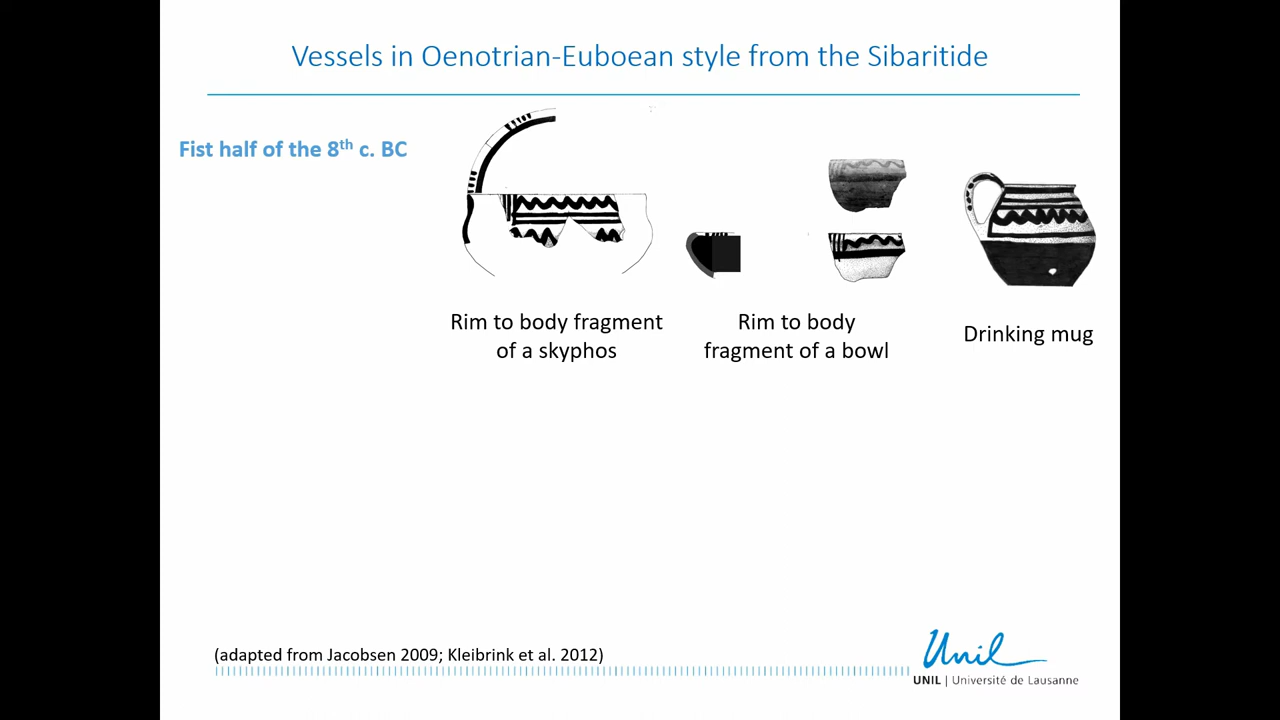 Vessels in Oenotrian-Euboean style from the Sibaritide
Fist half of the 8th c. BC
Rim to body fragment
of a skyphos
Rim to body
fragment of a bowl
Drinking mug
(adapted from Jacobsen 2009; Kleibrink et al. 2012)
Unil
UNIL | Université de Lausanne